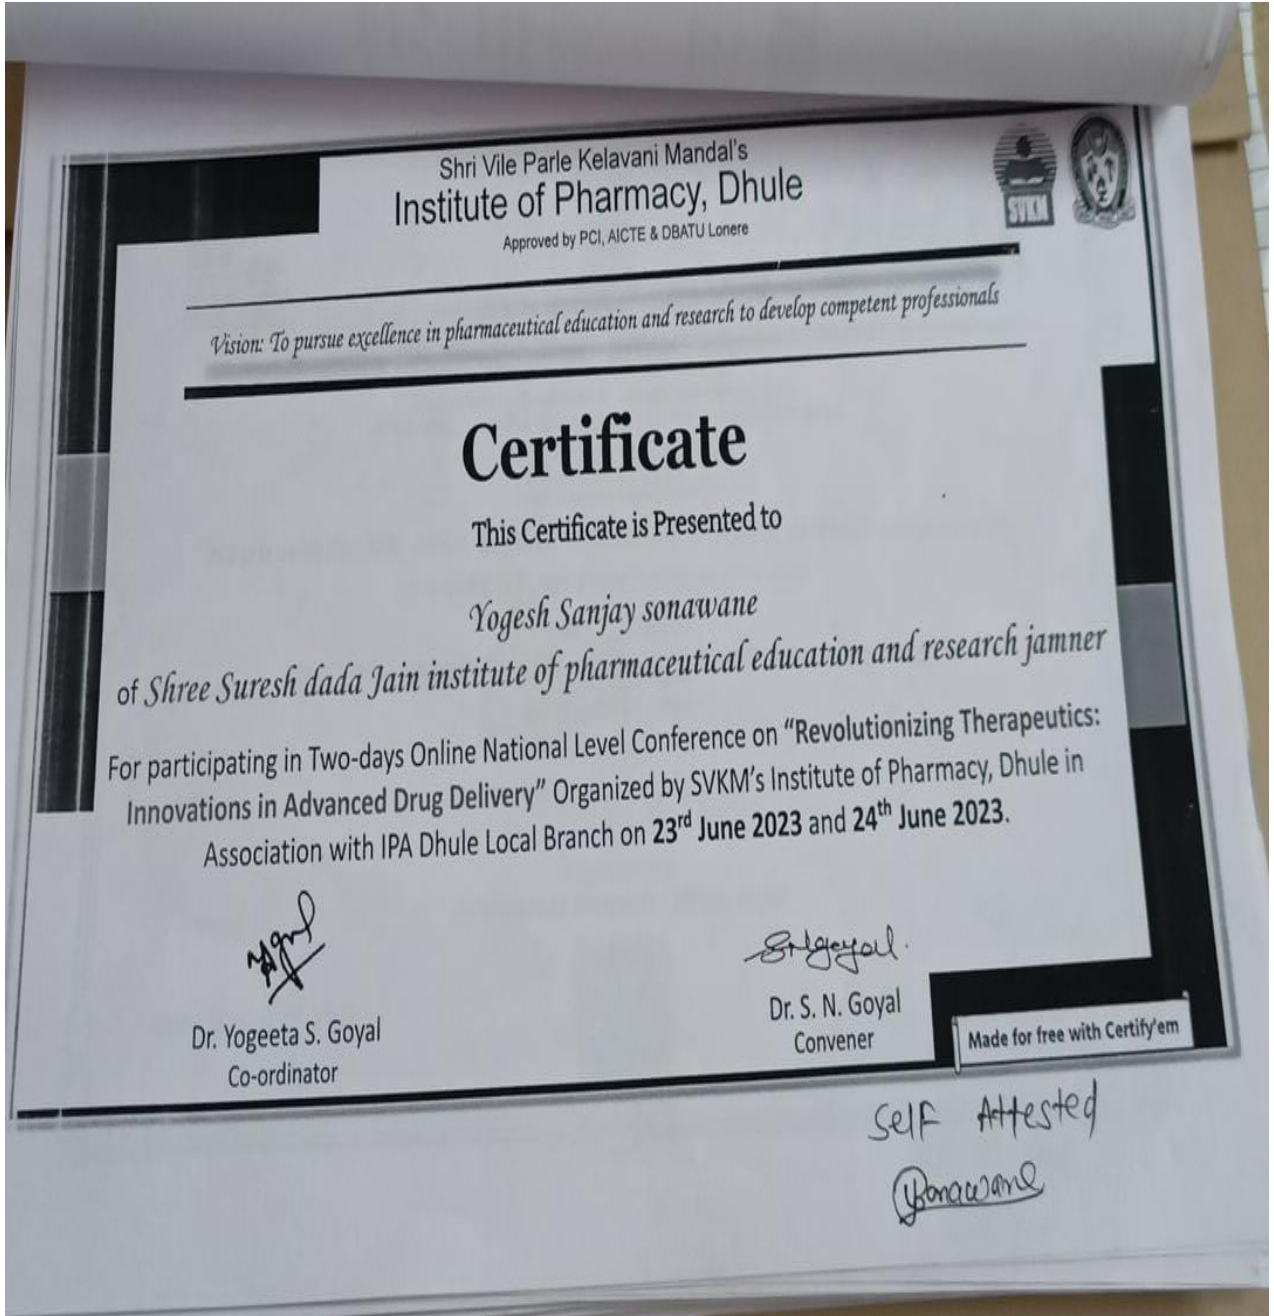 Shri Vile Parle Kelavani Mandal's
Institute of Pharmacy, Dhule
Approved by PCI, AICTE & DBATU Lonere
SVKM
Vision: To pursue excellence in pharmaceutical education and research to develop competent professionals
Certificate
This Certificate is Presented to
Yogesh Sanjay sonawane
of Shree Suresh dada Jain institute of pharmaceutical education and research jamner
For participating in Two-days Online National Level Conference on “Revolutionizing Therapeutics:
Innovations in Advanced Drug Delivery” Organized by SVKM's Institute of Pharmacy, Dhule in
Association with IPA Dhule Local Branch on 23rd June 2023 and 24th June 2023.
Dr. Yogeeta S. Goyal
Co-ordinator
Srgoyal.
Dr. S. N. Goyal
Convener
Made for free with Certify'em
Self Attested
Ysonawane